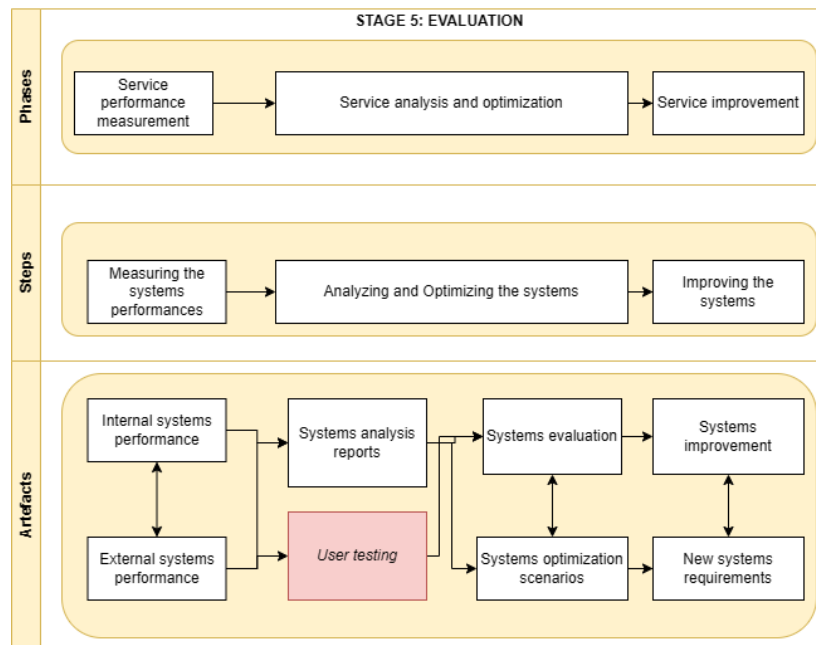 STAGE 5: EVALUATION
Phases
Service
performance
measurement
Service analysis and optimization
Service improvement
Steps
Measuring the
systems
performances
Analyzing and Optimizing the systems
Improving the
systems
Artefacts
Internal systems
performance
Systems analysis
reports
Systems evaluation
Systems
improvement
External systems
performance
User testing
Systems optimization
scenarios
New systems
requirements